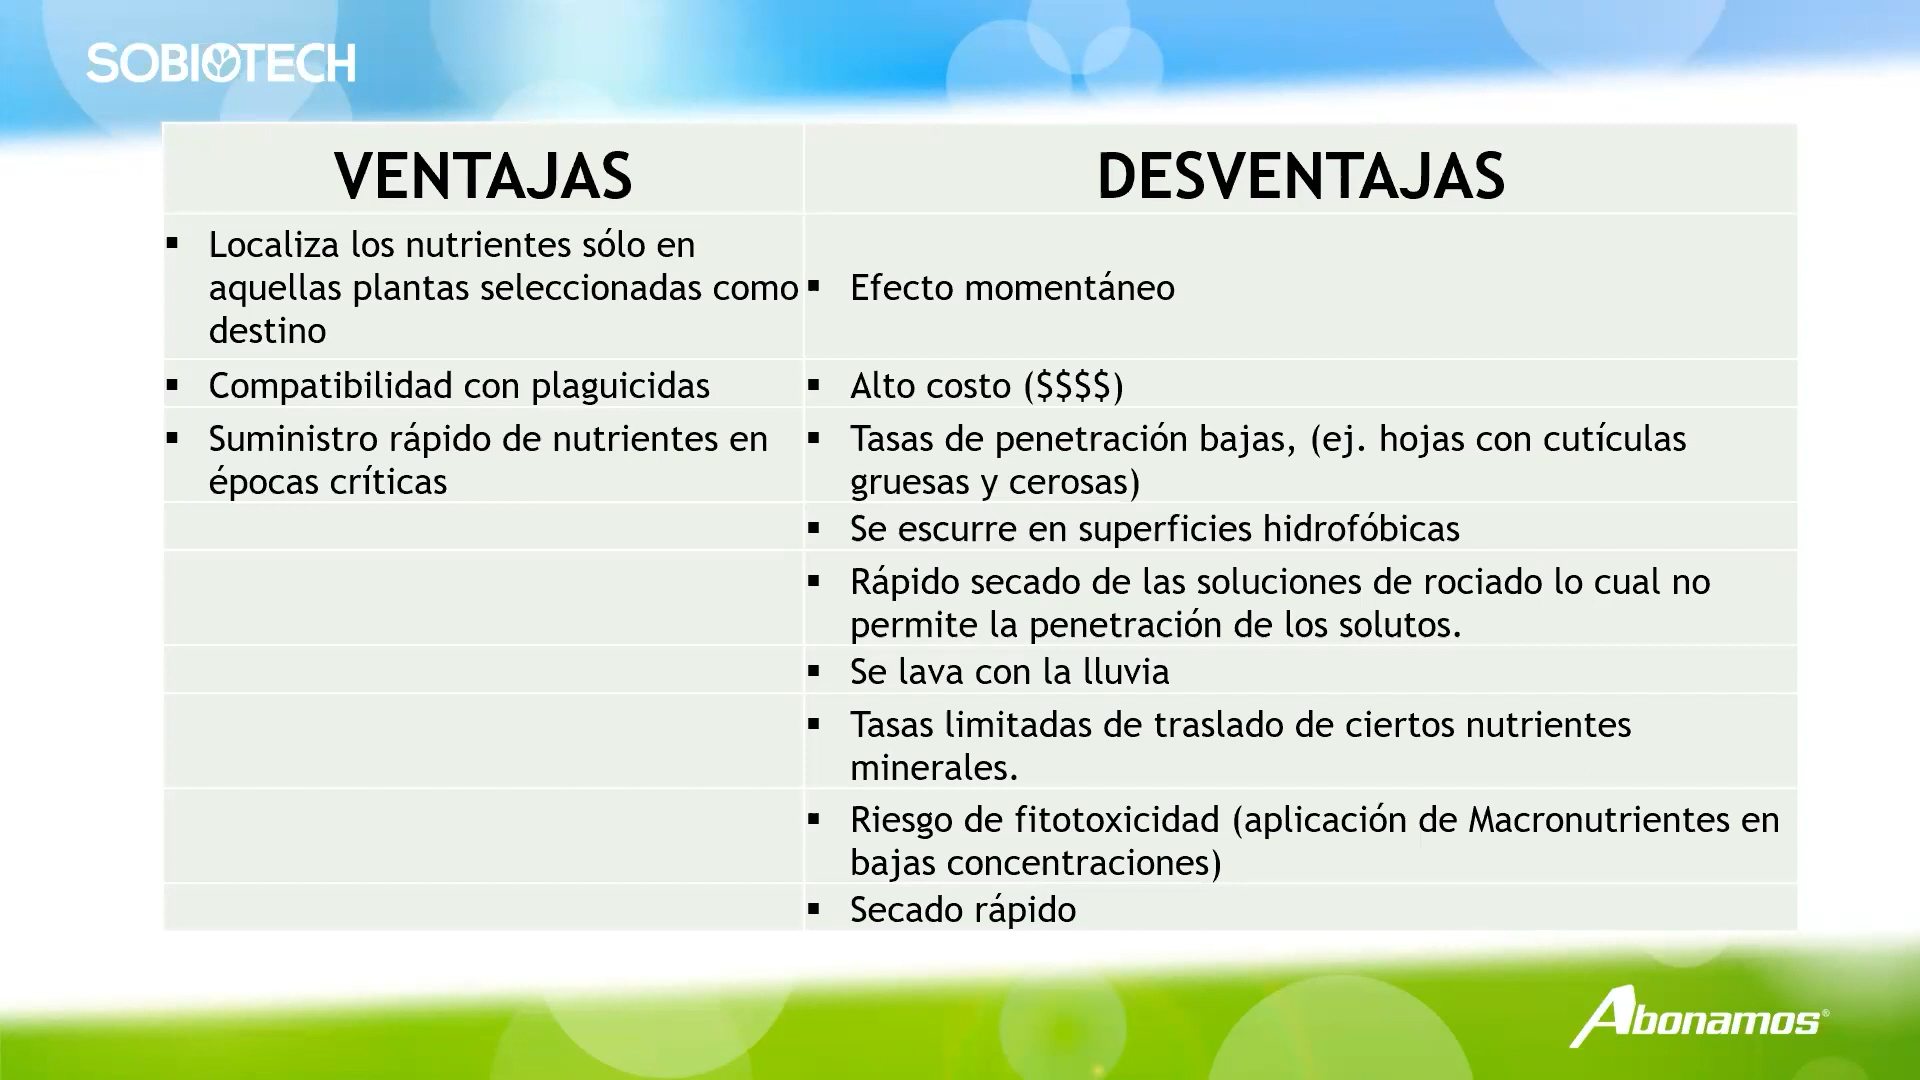 SOBIOTECH
VENTAJAS
DESVENTAJAS
▪ Localiza los nutrientes sólo en
aquellas plantas seleccionadas como
destino
▪ Efecto momentáneo
▪ Compatibilidad con plaguicidas
▪ Alto costo ($$$$)
▪ Suministro rápido de nutrientes en
épocas críticas
▪ Tasas de penetración bajas, (ej. hojas con cutículas
gruesas y cerosas)
▪ Se escurre en superficies hidrofóbicas
▪ Rápido secado de las soluciones de rociado lo cual no
permite la penetración de los solutos.
▪ Se lava con la lluvia
▪ Tasas limitadas de traslado de ciertos nutrientes
minerales.
▪ Riesgo de fitotoxicidad (aplicación de Macronutrientes en
bajas concentraciones)
▪ Secado rápido
Abonamos®